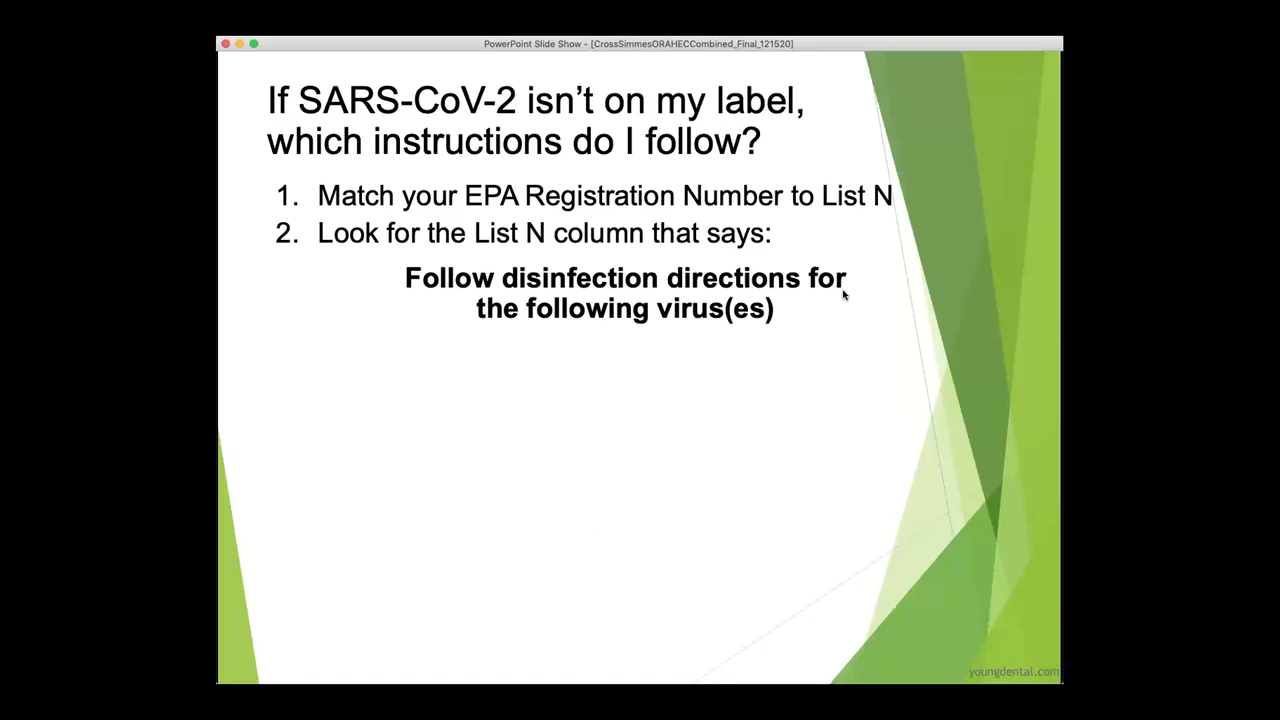 PowerPoint Slide Show - [CrossSimmesORAHECCombined_Final_121520]
If SARS-CoV-2 isn’t on my label,
which instructions do I follow?
1. Match your EPA Registration Number to List N
2. Look for the List N column that says:
Follow disinfection directions for
the following virus(es)
youngdental.com